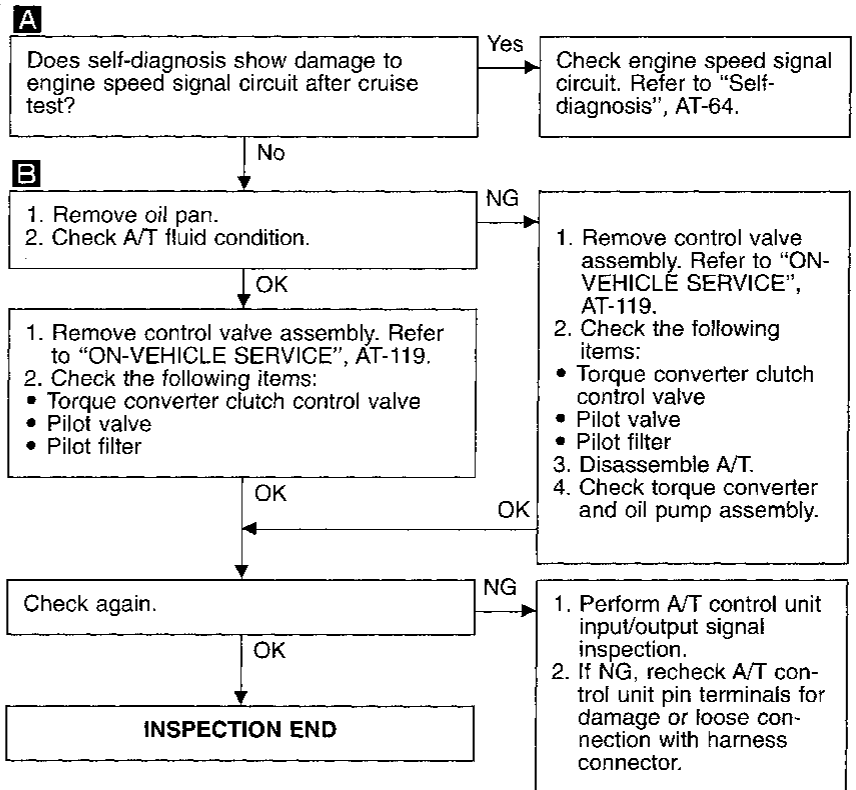 A
Does self-diagnosis show damage to
engine speed signal circuit after cruise
test?
Yes
Check engine speed signal
circuit. Refer to “Self-
diagnosis”, AT-64.
No
B
1. Remove oil pan.
2. Check A/T fluid condition.
NG
1. Remove control valve
assembly. Refer to “ON-
VEHICLE SERVICE”,
AT-119.
2. Check the following
items:
• Torque converter clutch
control valve
• Pilot valve
• Pilot filter
3. Disassemble A/T.
4. Check torque converter
and oil pump assembly.
OK
1. Remove control valve assembly. Refer
to “ON-VEHICLE SERVICE”, AT-119.
2. Check the following items:
• Torque converter clutch control valve
• Pilot valve
• Pilot filter
OK
OK
Check again.
NG
1. Perform A/T control unit
input/output signal
inspection.
2. If NG, recheck A/T con-
trol unit pin terminals for
damage or loose con-
nection with harness
connector.
OK
INSPECTION END